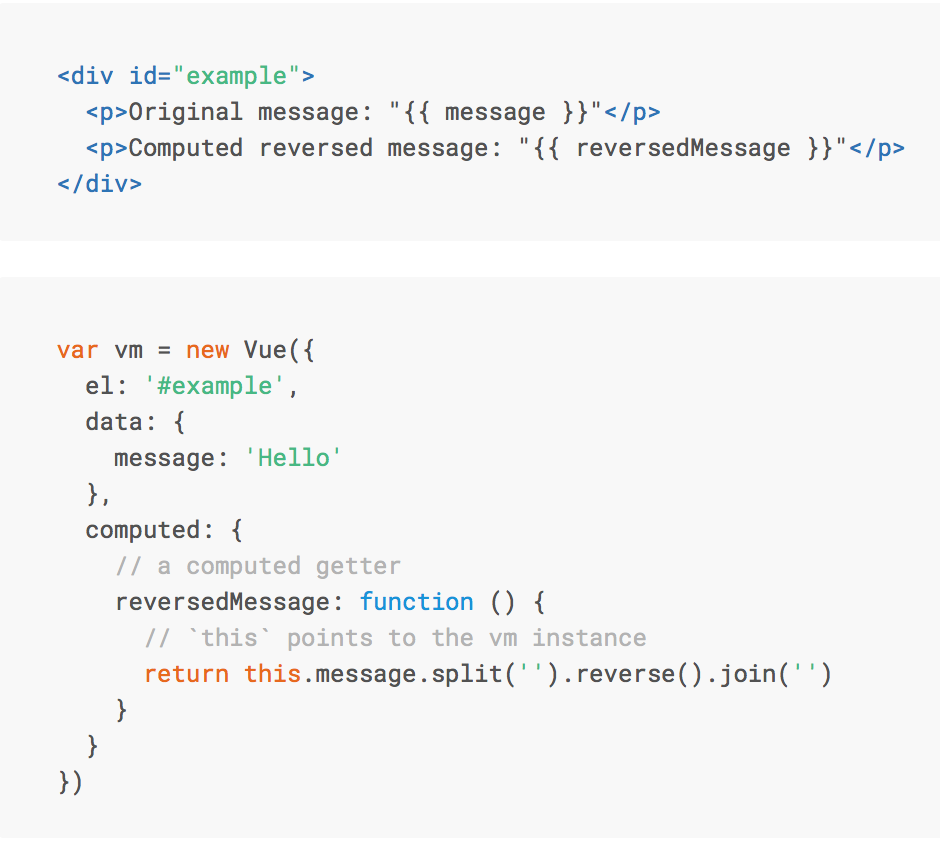 <div id="example">
  <p>Original message: "{{ message }}"</p>
  <p>Computed reversed message: "{{ reversedMessage }}"</p>
</div>
var vm = new Vue({
  el: '#example',
  data: {
    message: 'Hello'
  },
  computed: {
    // a computed getter
    reversedMessage: function () {
      // `this` points to the vm instance
      return this.message.split('').reverse().join('')
    }
  }
})